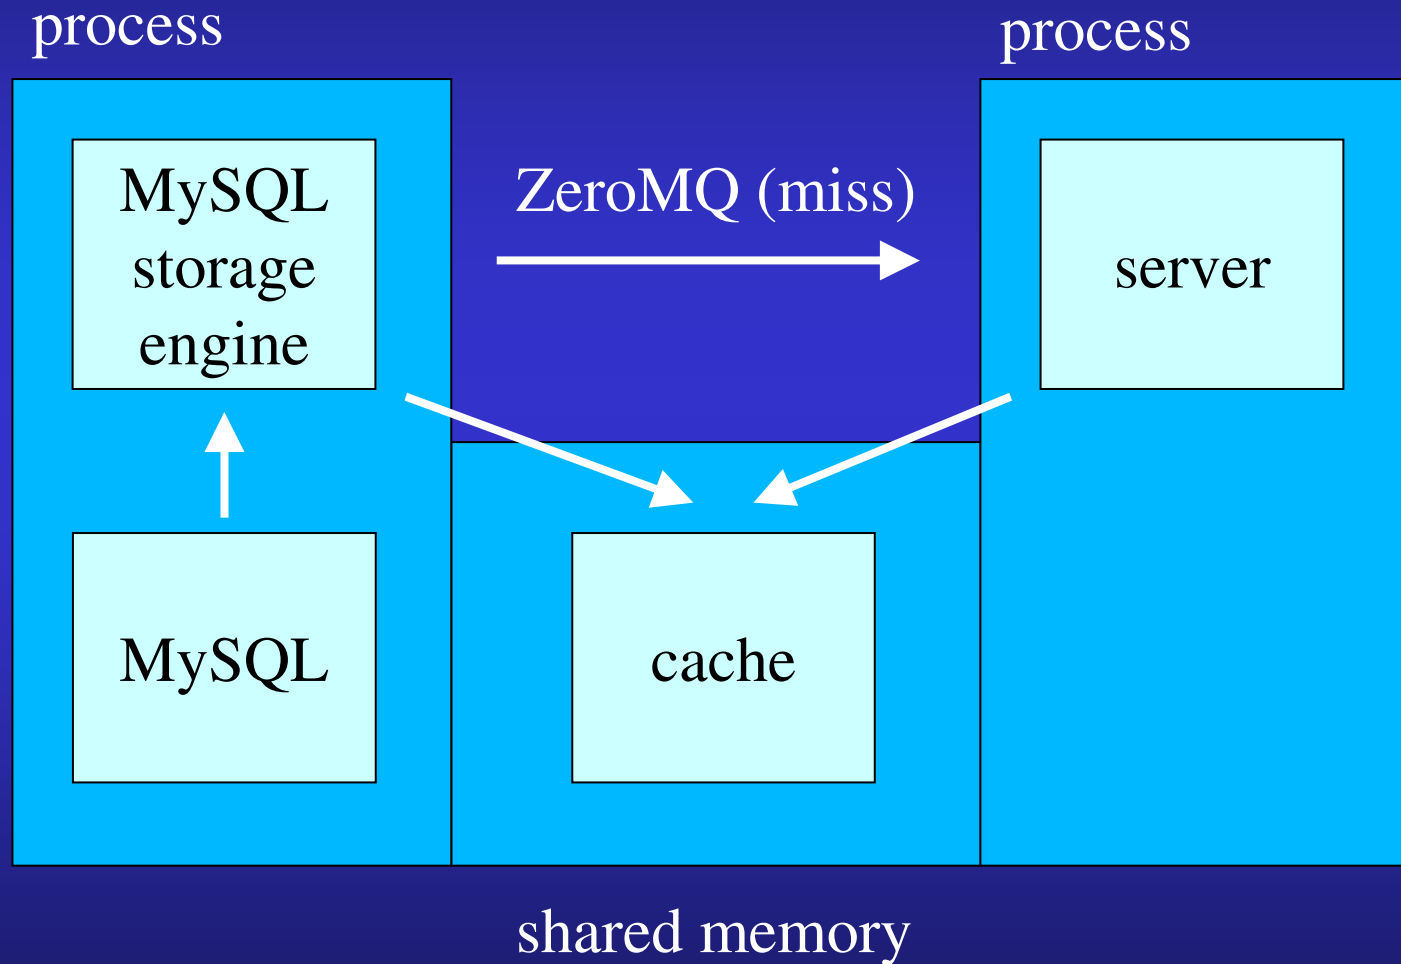 process
process
MySQL
storage
engine
ZeroMQ (miss)
server
MySQL
cache
shared memory